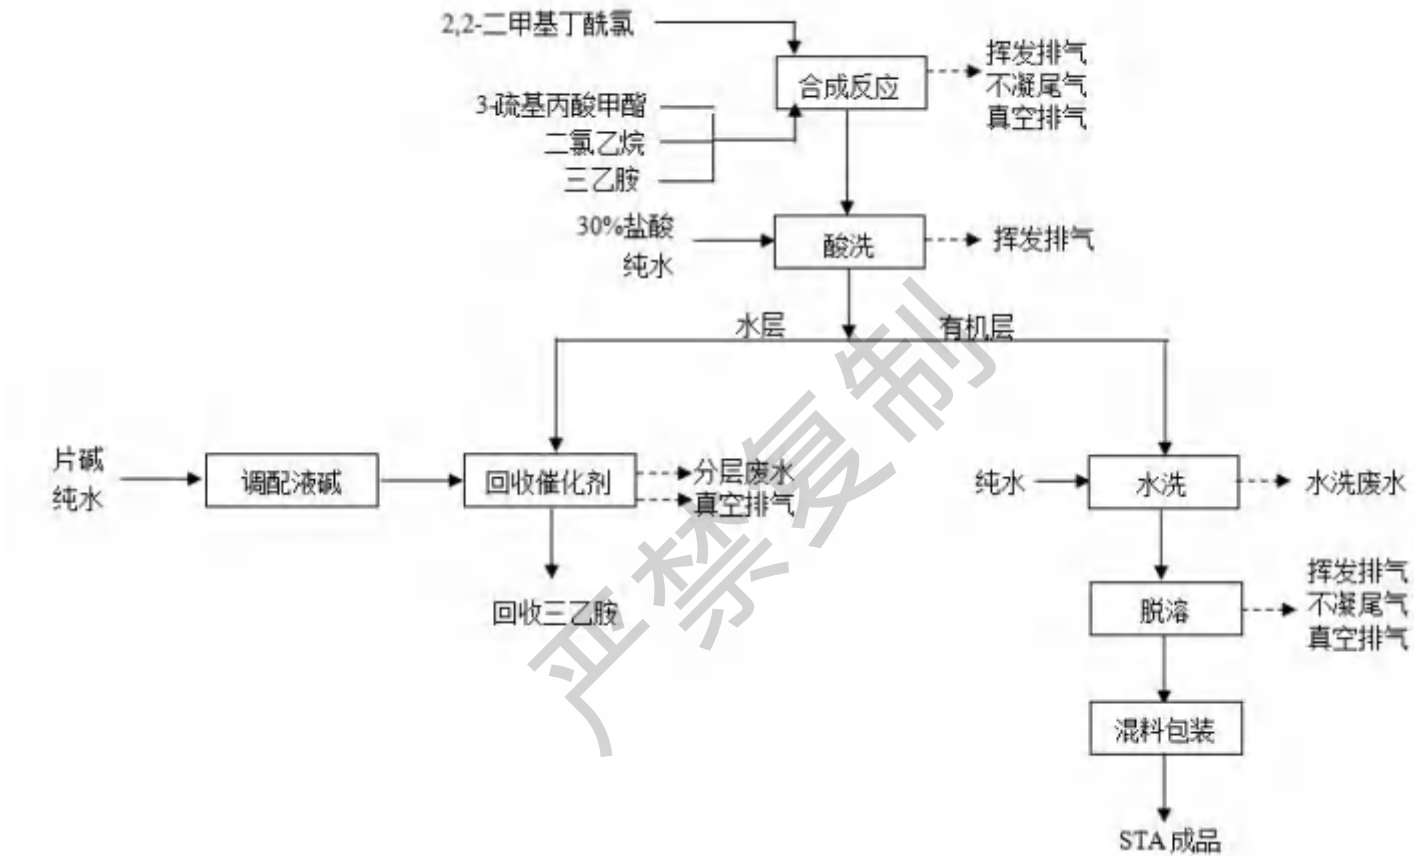 2,2-二甲基丁酰氯
合成反应
挥发排气
不凝尾气
真空排气
3-巯基丙酸甲酯
二氯乙烷
三乙胺
30%盐酸
纯水
酸洗
挥发排气
水层
有机层
片碱
纯水
调配液碱
回收催化剂
分层废水
真空排气
纯水
水洗
水洗废水
回收三乙胺
脱溶
挥发排气
不凝尾气
真空排气
混料包装
STA成品
严禁复制